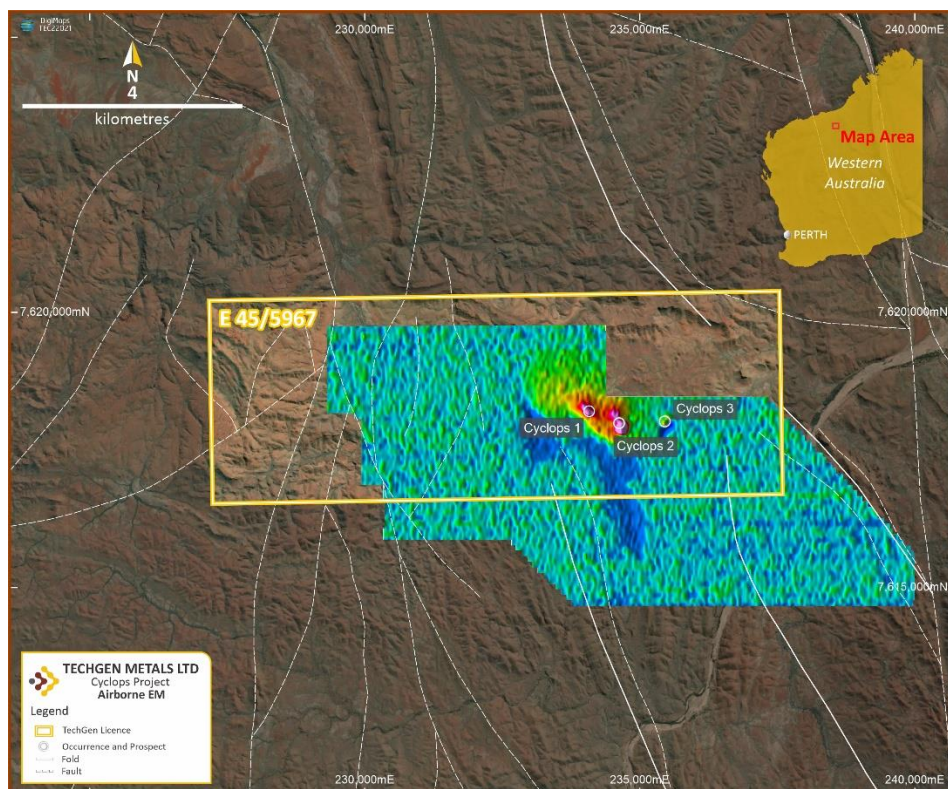 DigiMaps
TEC22021
230,000mE
235,000mE
240,000mE
N
4
kilometres
Map Area
Western
Australia
PERTH
7,620,000mN
7,620,000mN
E 45/5967
Cyclops 1
Cyclops 2
Cyclops 3
7,615,000mN
TECHGEN METALS LTD
Cyclops Project
Airborne EM
Legend
TechGen Licence
Occurrence and Prospect
Fold
Fault
230,000mE
235,000mE
240,000mE